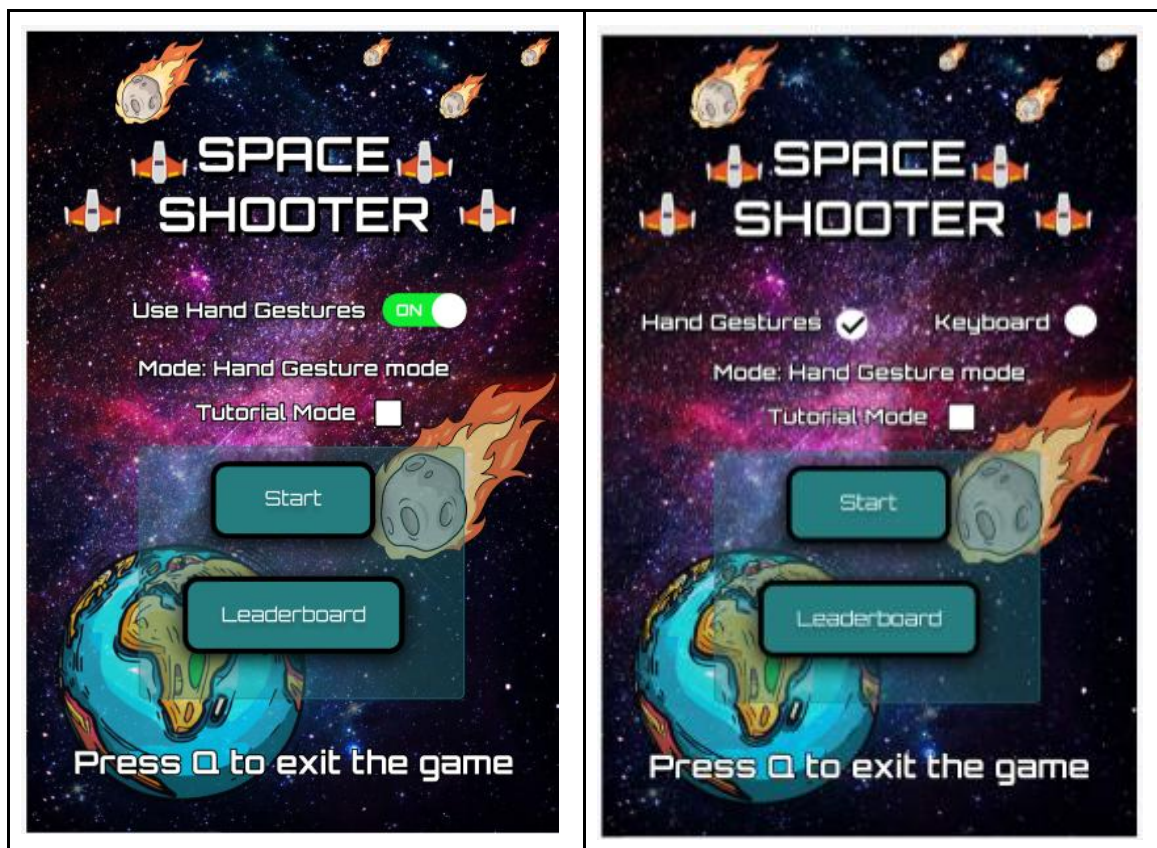 SPACE
SHOOTER
Use Hand Gestures ON
Mode: Hand Gesture mode
Tutorial Mode
Start
Leaderboard
Press Q to exit the game
SPACE
SHOOTER
Hand Gestures Keyboard
Mode: Hand Gesture mode
Tutorial Mode
Start
Leaderboard
Press Q to exit the game